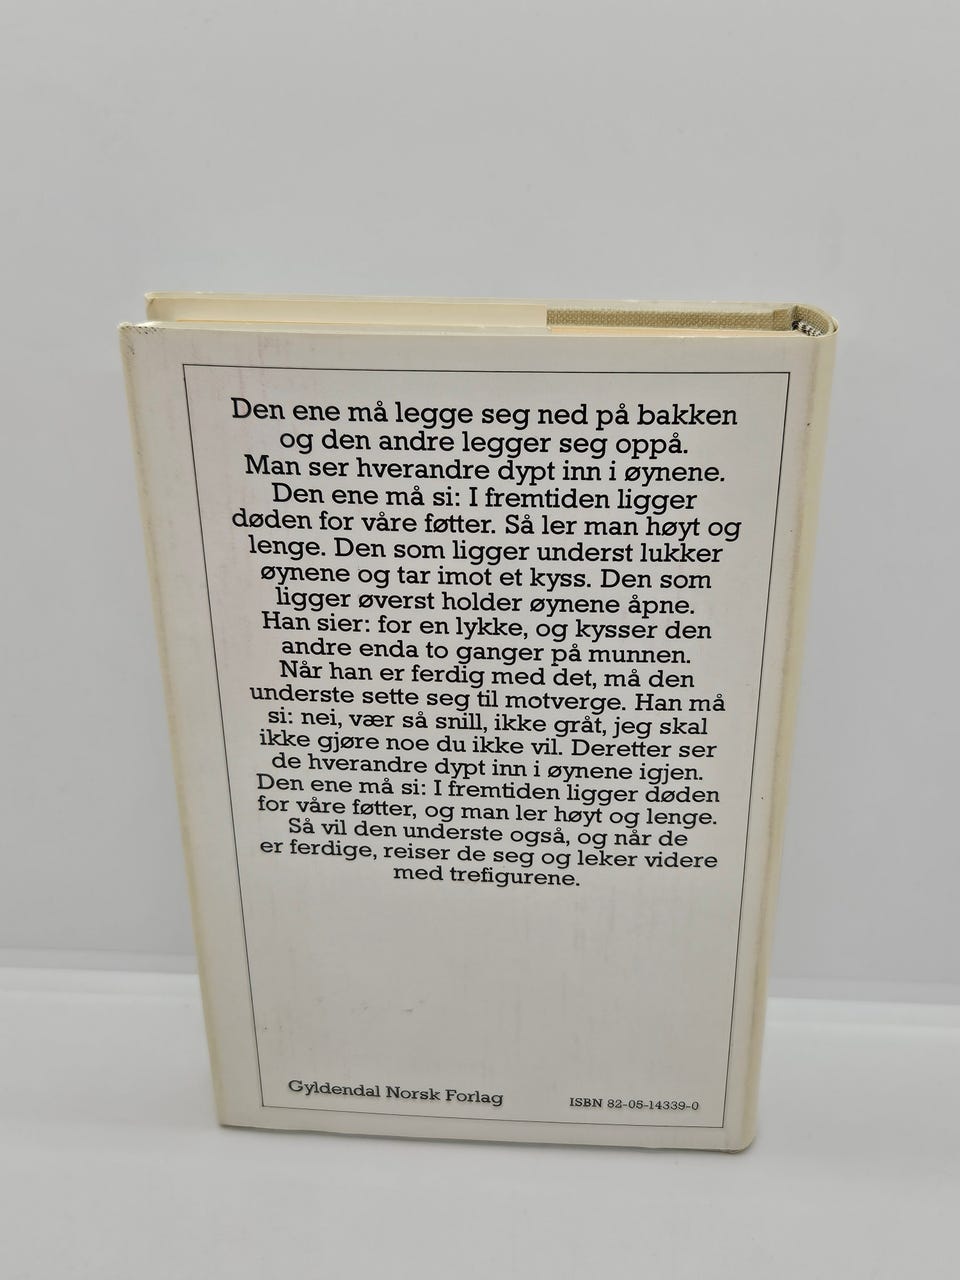 Den ene må legge seg ned på bakken
og den andre legger seg oppå.
Man ser hverandre dypt inn i øynene.
Den ene må si: I fremtiden ligger
døden for våre føtter. Så ler man høyt og
lenge. Den som ligger underst lukker
øynene og tar imot et kyss. Den som
ligger øverst holder øynene åpne.
Han sier: for en lykke, og kysser den
andre enda to ganger på munnen.
Når han er ferdig med det, må den
underste sette seg til motverge. Han må
si: nei, vær så snill, ikke gråt, jeg skal
ikke gjøre noe du ikke vil. Deretter ser
de hverandre dypt inn i øynene igjen.
Den ene må si: I fremtiden ligger døden
for våre føtter, og man ler høyt og lenge.
Så vil den underste også, og når de
er ferdige, reiser de seg og leker videre
med trefigurene.
Gyldendal Norsk Forlag
ISBN 82-05-14339-0